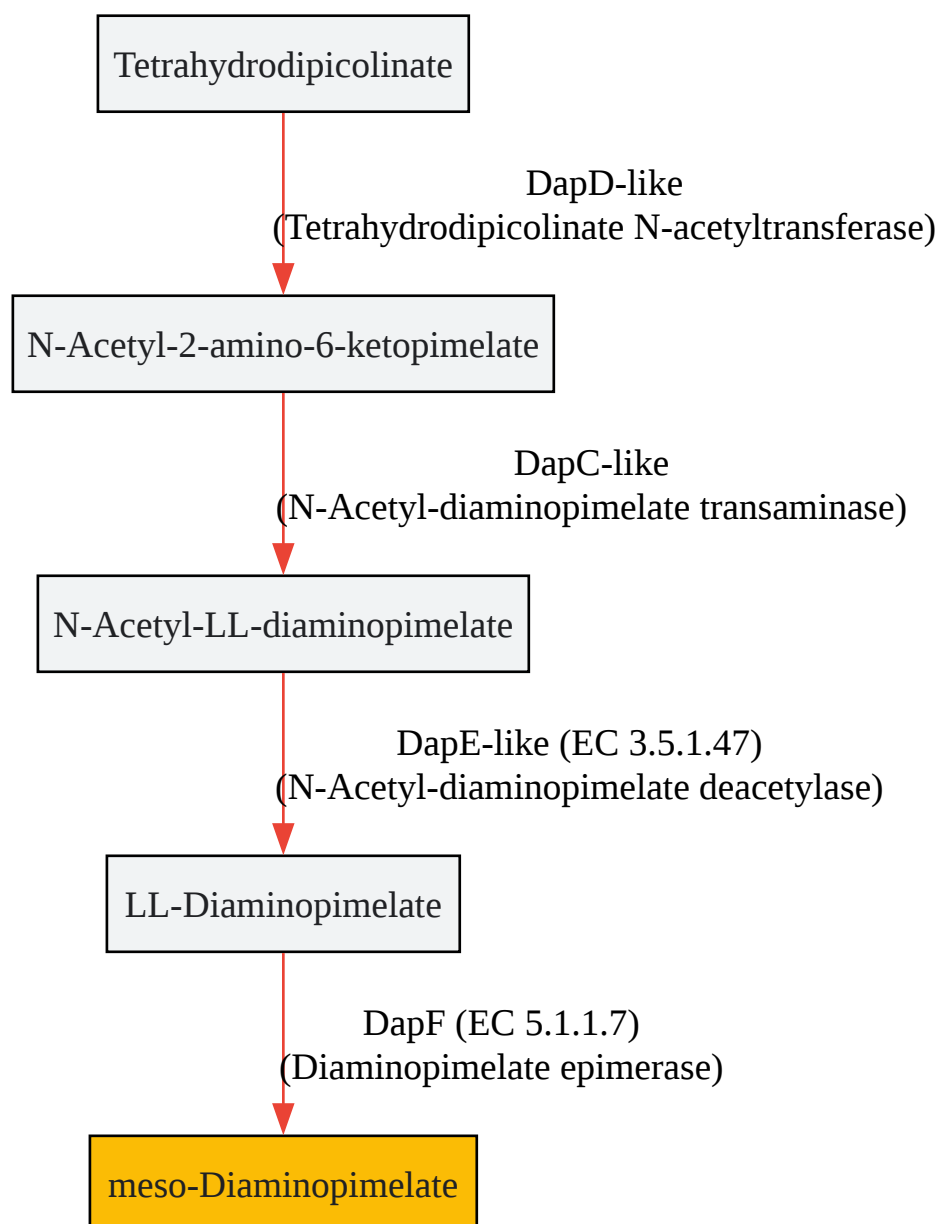 Tetrahydrodipicolinate
DapD-like
(Tetrahydrodipicolinate N-acetyltransferase)
N-Acetyl-2-amino-6-ketopimelate
DapC-like
(N-Acetyl-diaminopimelate transaminase)
N-Acetyl-LL-diaminopimelate
DapE-like (EC 3.5.1.47)
(N-Acetyl-diaminopimelate deacetylase)
LL-Diaminopimelate
DapF (EC 5.1.1.7)
(Diaminopimelate epimerase)
meso-Diaminopimelate